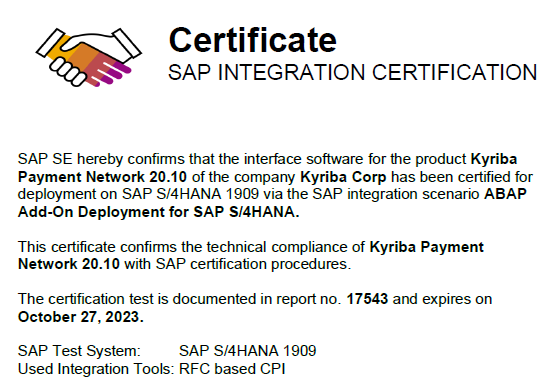 Certificate
SAP INTEGRATION CERTIFICATION
SAP SE hereby confirms that the interface software for the product Kyriba
Payment Network 20.10 of the company Kyriba Corp has been certified for
deployment on SAP S/4HANA 1909 via the SAP integration scenario ABAP
Add-On Deployment for SAP S/4HANA.
This certificate confirms the technical compliance of Kyriba Payment
Network 20.10 with SAP certification procedures.
The certification test is documented in report no. 17543 and expires on
October 27, 2023.
SAP Test System: SAP S/4HANA 1909
Used Integration Tools: RFC based CPI